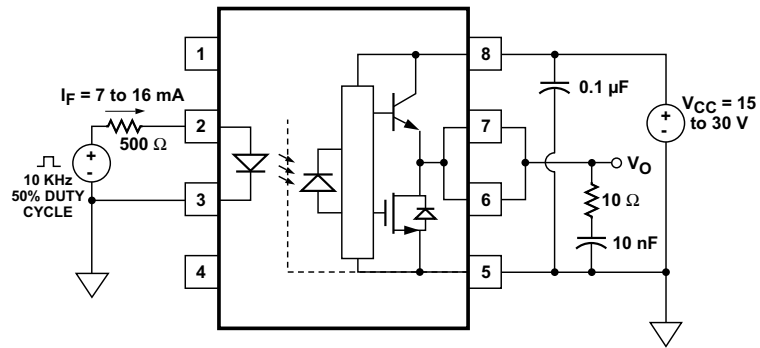 1
8
I_F = 7 to 16 mA
0.1 µF
V_CC = 15
to 30 V
+
-
2
7
500 Ω
+
-
V_O
10 KHz
50% DUTY
CYCLE
3
6
10 Ω
10 nF
4
5